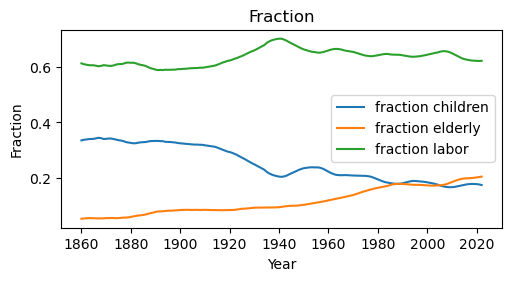 Fraction
Fraction
0.6
0.4
0.2
fraction children
fraction elderly
fraction labor
1860 1880 1900 1920 1940 1960 1980 2000 2020
Year